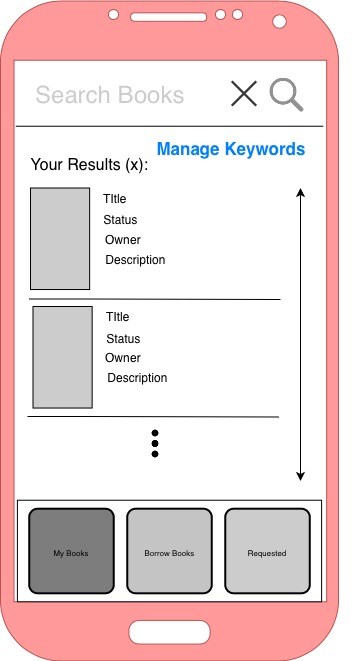 Search Books
Manage Keywords
Your Results (x):
TItle
Status
Owner
Description
TItle
Status
Owner
Description
My Books
Borrow Books
Requested